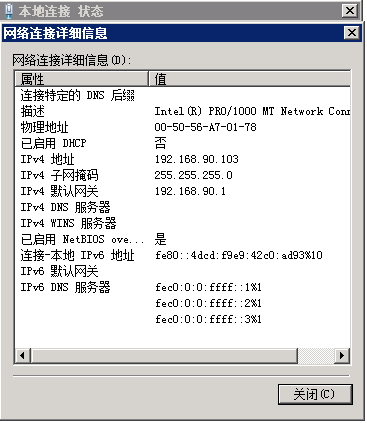 本地连接 状态
网络连接详细信息
网络连接详细信息(D):
属性 值
连接特定的 DNS 后缀
描述 Intel(R) PRO/1000 MT Network Conn
物理地址 00-50-56-A7-01-78
已启用 DHCP 否
IPv4 地址 192.168.90.103
IPv4 子网掩码 255.255.255.0
IPv4 默认网关 192.168.90.1
IPv4 DNS 服务器
IPv4 WINS 服务器
已启用 NetBIOS ove... 是
连接-本地 IPv6 地址 fe80::4dcd:f9e9:42c0:ad93%10
IPv6 默认网关
IPv6 DNS 服务器 fec0:0:0:ffff::1%1
fec0:0:0:ffff::2%1
fec0:0:0:ffff::3%1
关闭(C)